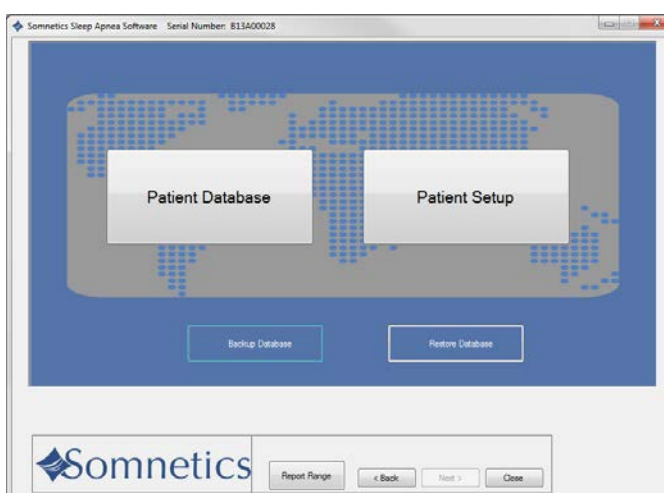 Somnetics Sleep Apnea Software Serial Number: B13A00028
Patient Database
Patient Setup
Backup Database
Restore Database
Somnetics
Report Range
< Back
Next >
Close